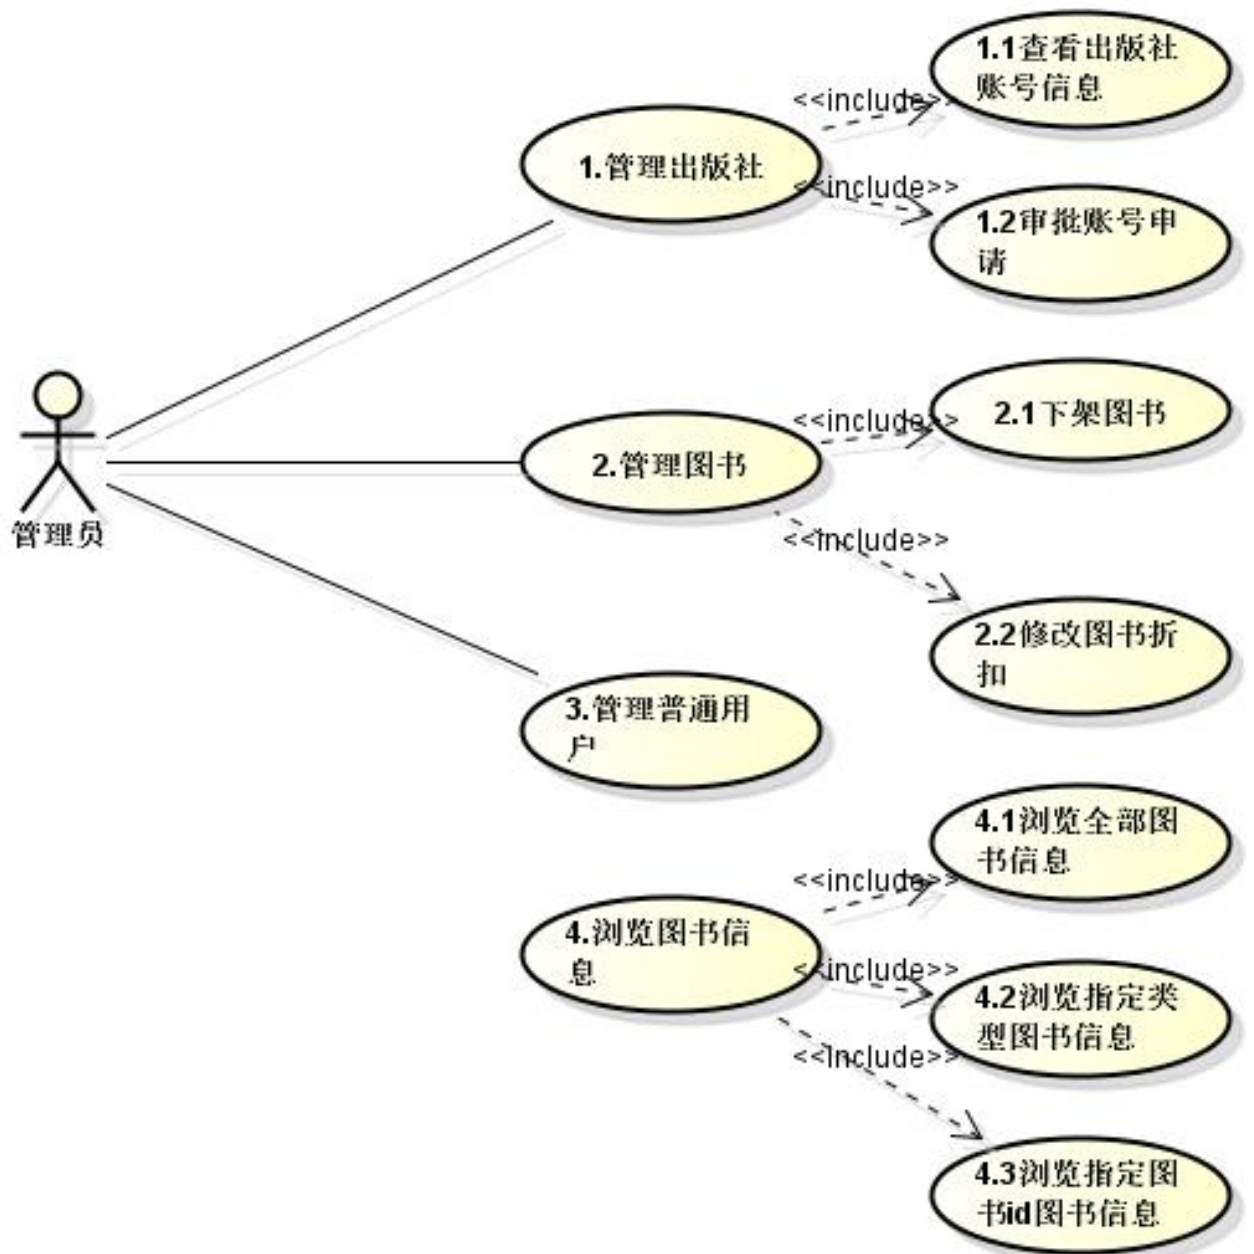 1.1查看出版社
账号信息
<<include>>
1.管理出版社
<<include>>
1.2审批账号申
请
<<include>>
2.1下架图书
2.管理图书
管理员
<<include>>
2.2修改图书折
扣
3.管理普通用
户
4.1浏览全部图
书信息
<<include>>
4.浏览图书信
息
<<include>>
4.2浏览指定类
型图书信息
<<include>>
4.3浏览指定图
书id图书信息